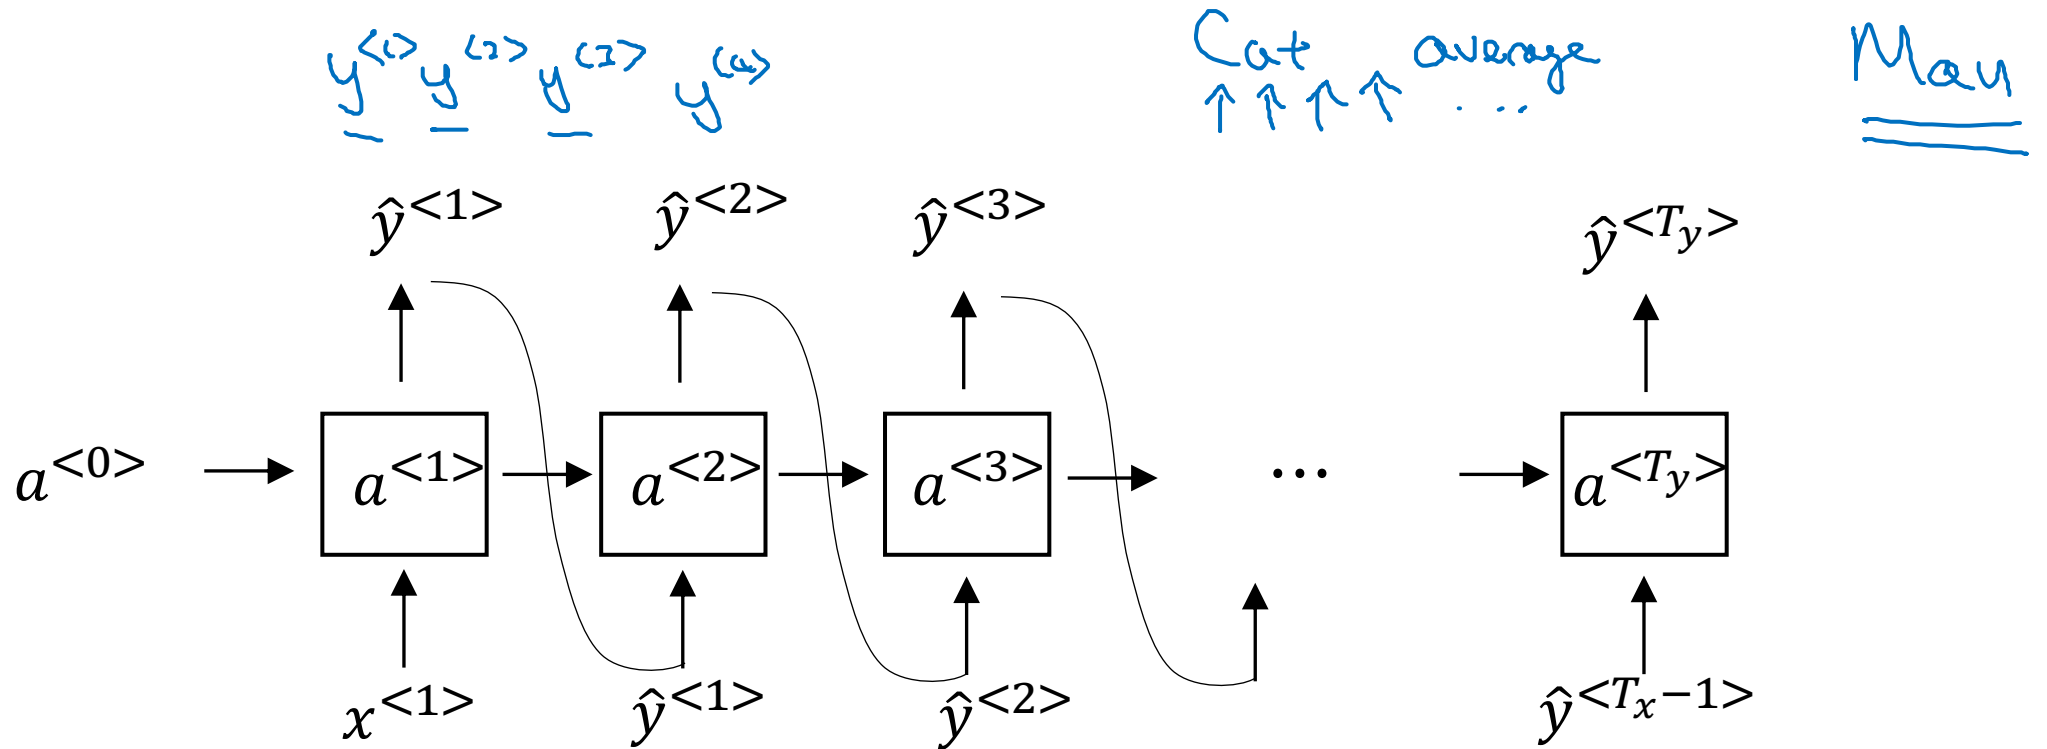 y<1> y<2> y<3> y<4> Cat average Mau
ŷ<1> ŷ<2> ŷ<3> ŷ<Ty>
a<0> a<1> a<2> a<3> ... a<Ty>
x<1> ŷ<1> ŷ<2> ŷ<Tx−1>